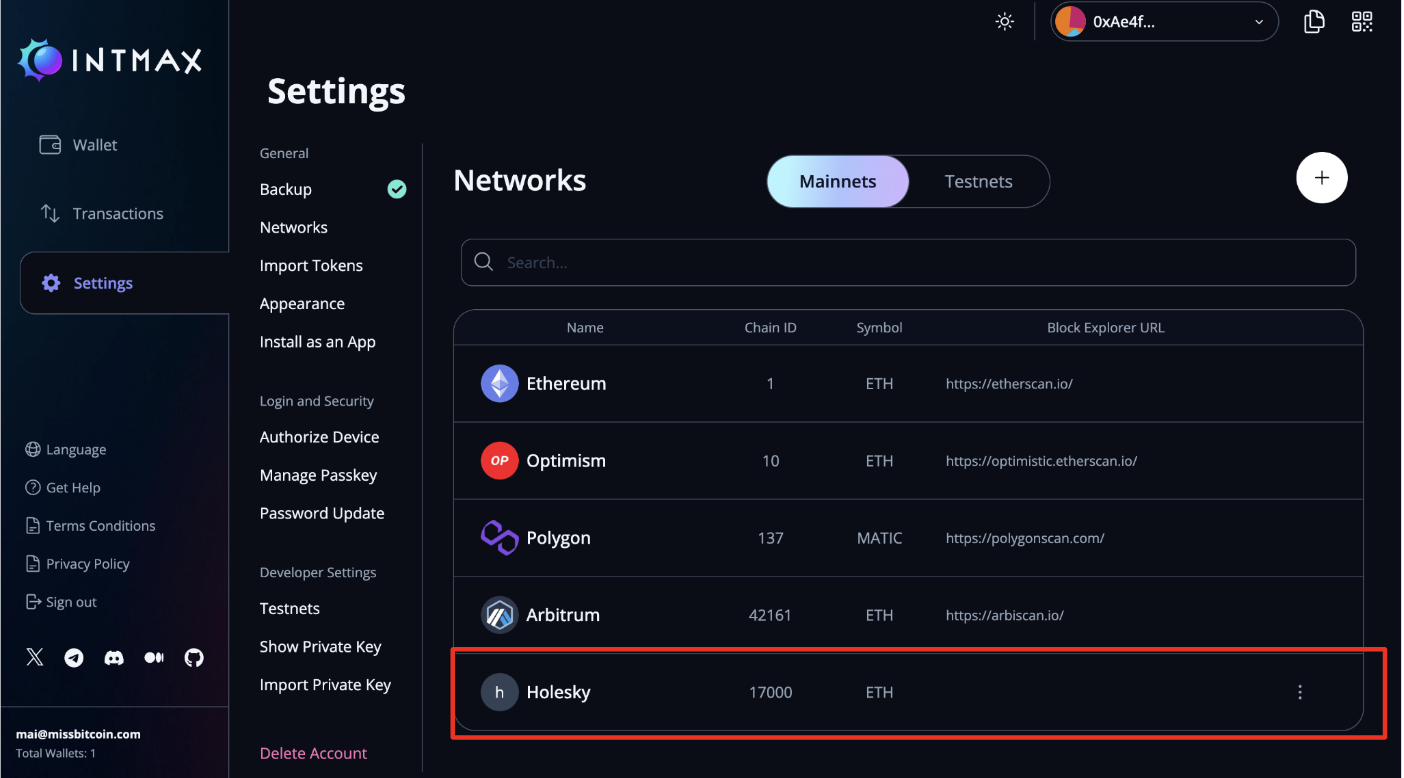 INTMAX
0xAe4f...
Settings
Wallet
Transactions
Settings
Language
Get Help
Terms Conditions
Privacy Policy
Sign out
mai@missbitcoin.com
Total Wallets: 1
General
Backup
Networks
Import Tokens
Appearance
Install as an App
Login and Security
Authorize Device
Manage Passkey
Password Update
Developer Settings
Testnets
Show Private Key
Import Private Key
Delete Account
Networks
Mainnets Testnets
+
Search...
Name Chain ID Symbol Block Explorer URL
Ethereum 1 ETH https://etherscan.io/
OP Optimism 10 ETH https://optimistic.etherscan.io/
Polygon 137 MATIC https://polygonscan.com/
Arbitrum 42161 ETH https://arbiscan.io/
h Holesky 17000 ETH